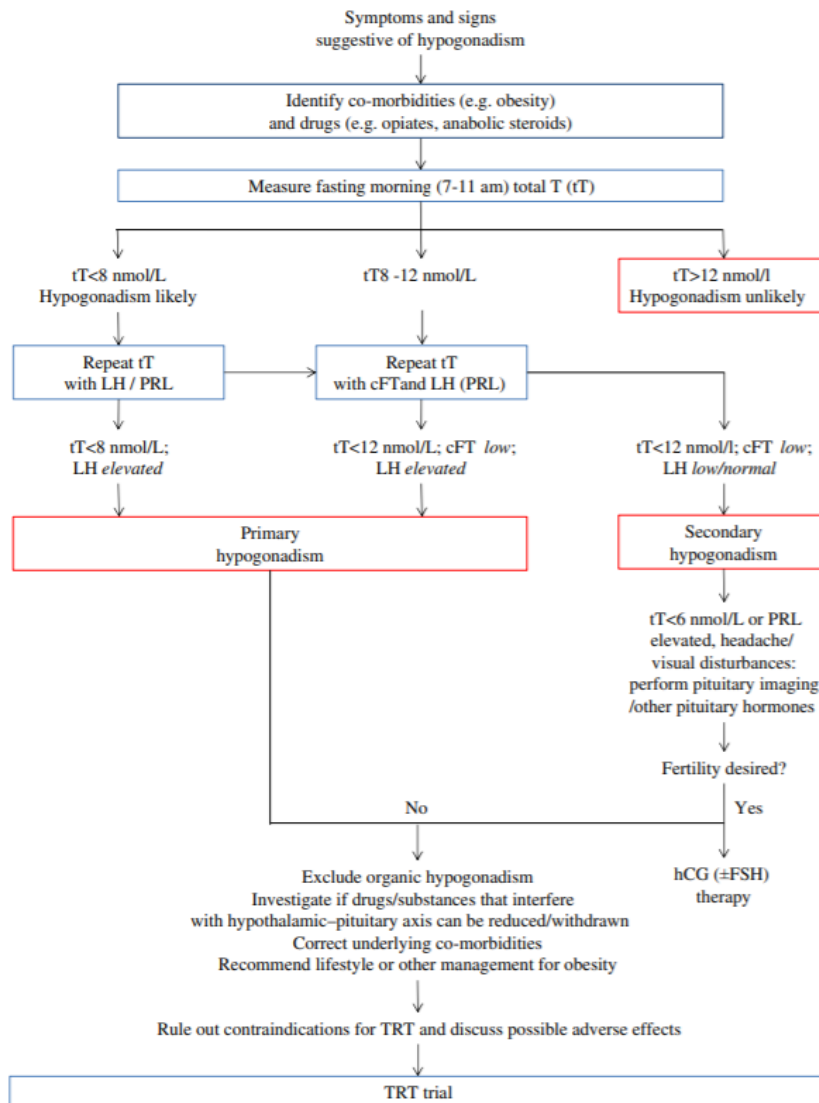 Symptoms and signs
suggestive of hypogonadism
Identify co-morbidities (e.g. obesity)
and drugs (e.g. opiates, anabolic steroids)
Measure fasting morning (7-11 am) total T (tT)
tT<8 nmol/L
Hypogonadism likely
tT8 -12 nmol/L
tT>12 nmol/l
Hypogonadism unlikely
Repeat tT
with LH / PRL
Repeat tT
with cFTand LH (PRL)
tT<8 nmol/L;
LH elevated
tT<12 nmol/L; cFT low;
LH elevated
tT<12 nmol/l; cFT low;
LH low/normal
Primary
hypogonadism
Secondary
hypogonadism
tT<6 nmol/L or PRL
elevated, headache/
visual disturbances:
perform pituitary imaging
/other pituitary hormones
Fertility desired?
No
Yes
Exclude organic hypogonadism
Investigate if drugs/substances that interfere
with hypothalamic–pituitary axis can be reduced/withdrawn
Correct underlying co-morbidities
Recommend lifestyle or other management for obesity
hCG (±FSH)
therapy
Rule out contraindications for TRT and discuss possible adverse effects
TRT trial